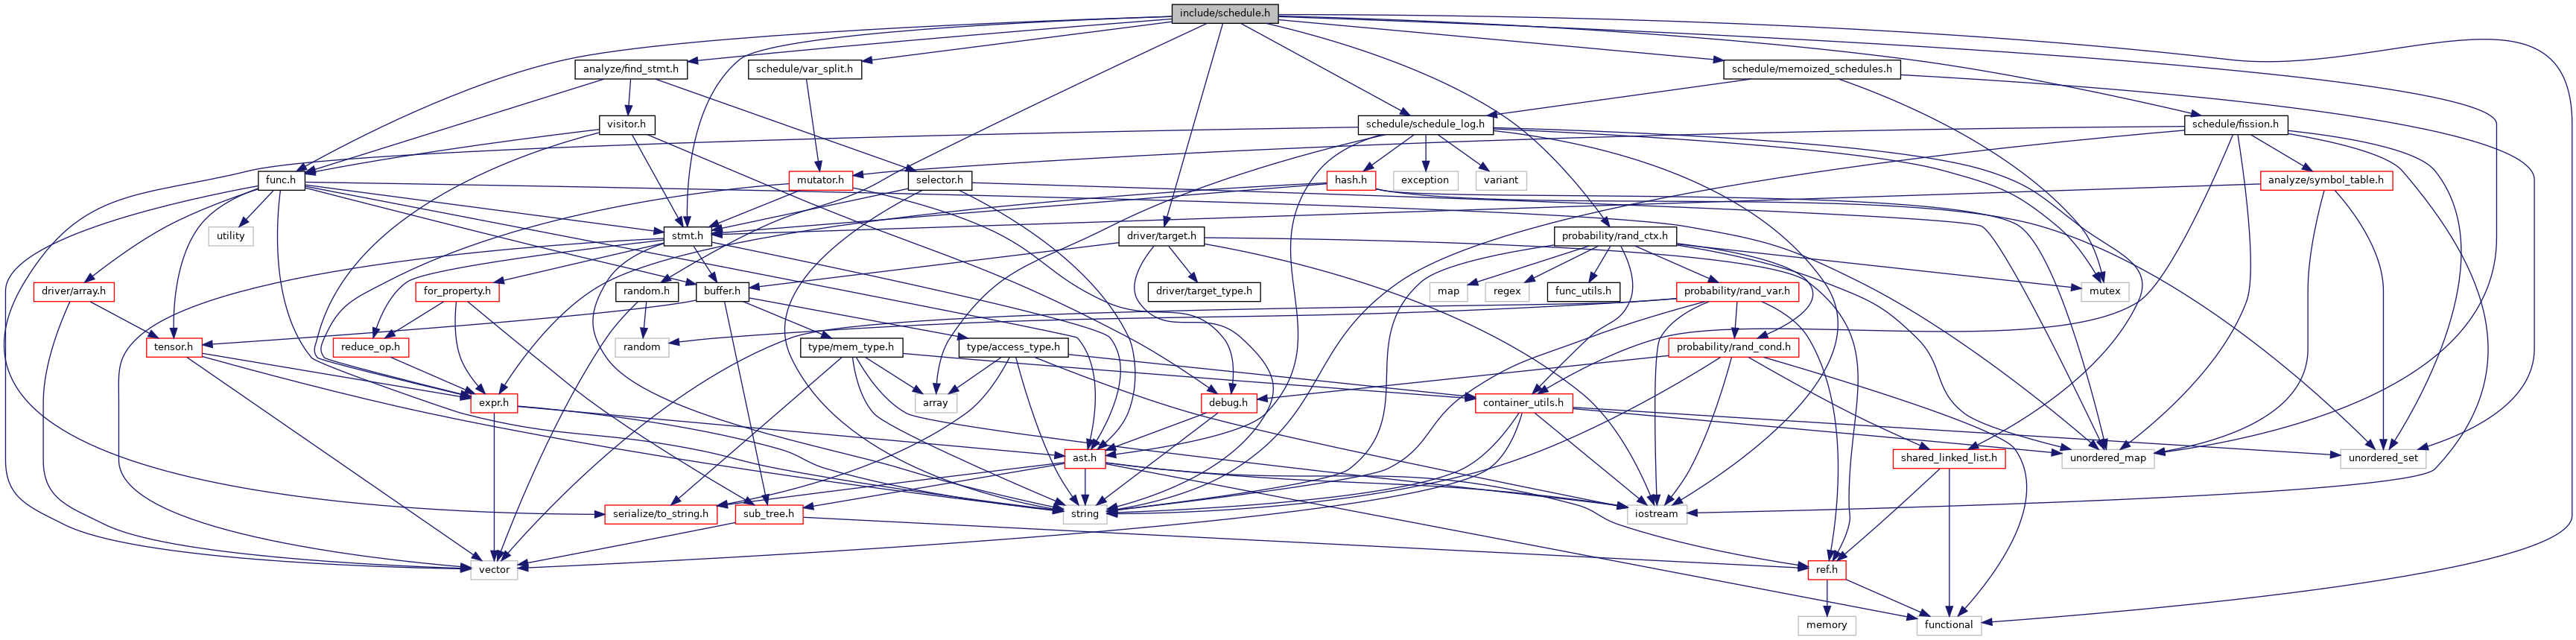 include/schedule.h
analyze/find_stmt.h
schedule/var_split.h
schedule/memoized_schedules.h
visitor.h
schedule/schedule_log.h
schedule/fission.h
func.h
mutator.h
selector.h
hash.h
exception
variant
analyze/symbol_table.h
utility
stmt.h
driver/target.h
probability/rand_ctx.h
driver/array.h
for_property.h
random.h
buffer.h
driver/target_type.h
map
regex
func_utils.h
probability/rand_var.h
mutex
tensor.h
reduce_op.h
random
type/mem_type.h
type/access_type.h
probability/rand_cond.h
expr.h
array
debug.h
container_utils.h
ast.h
shared_linked_list.h
unordered_map
unordered_set
serialize/to_string.h
sub_tree.h
string
iostream
vector
ref.h
memory
functional